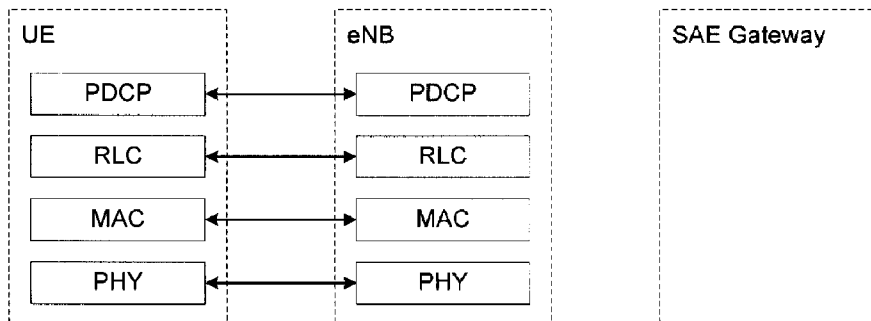 UE
eNB
SAE Gateway
PDCP
PDCP
RLC
RLC
MAC
MAC
PHY
PHY